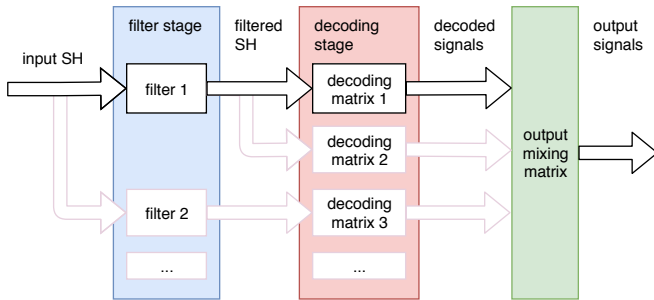 filter stage
filtered
SH
decoding
stage
decoded
signals
output
signals
input SH
filter 1
decoding
matrix 1
decoding
matrix 2
output
mixing
matrix
filter 2
decoding
matrix 3
...
...